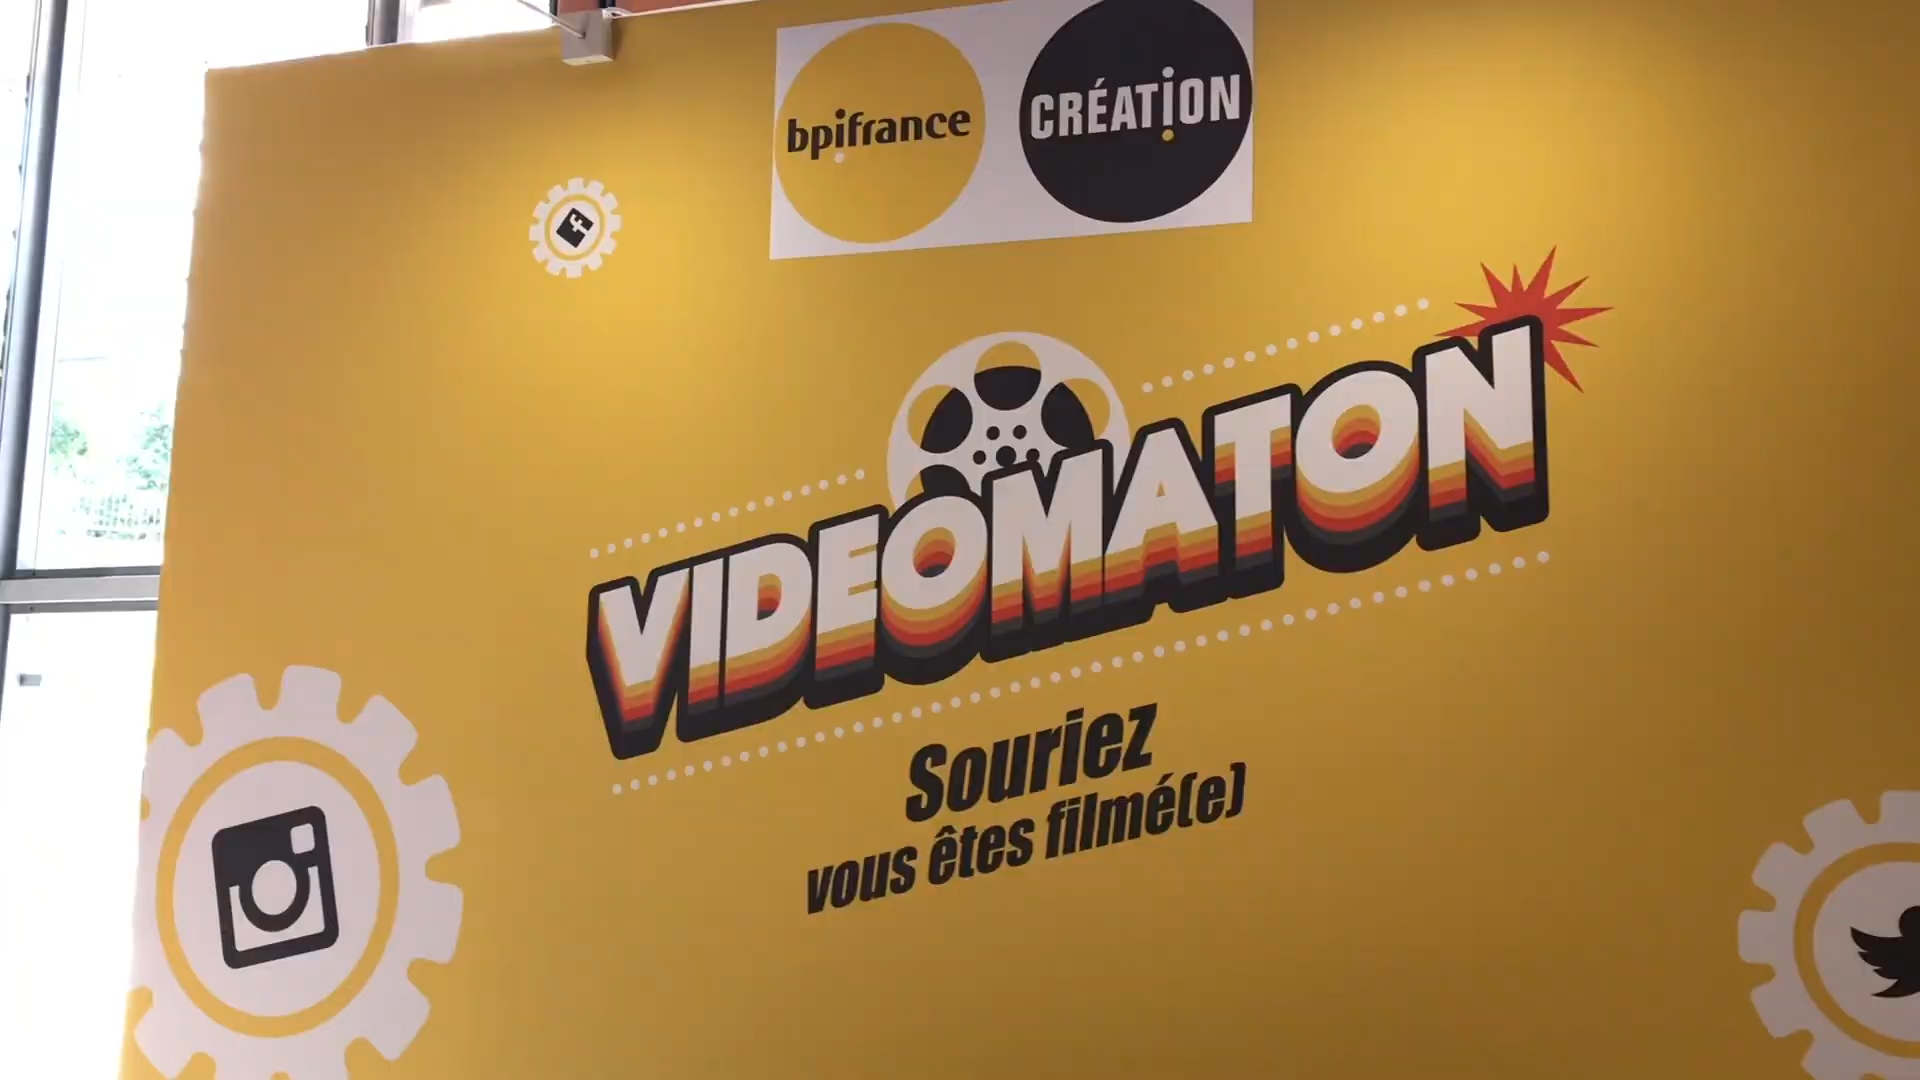 bpifrance
CRÉATION
VIDEOMATON
Souriez
vous êtes filmé(e)